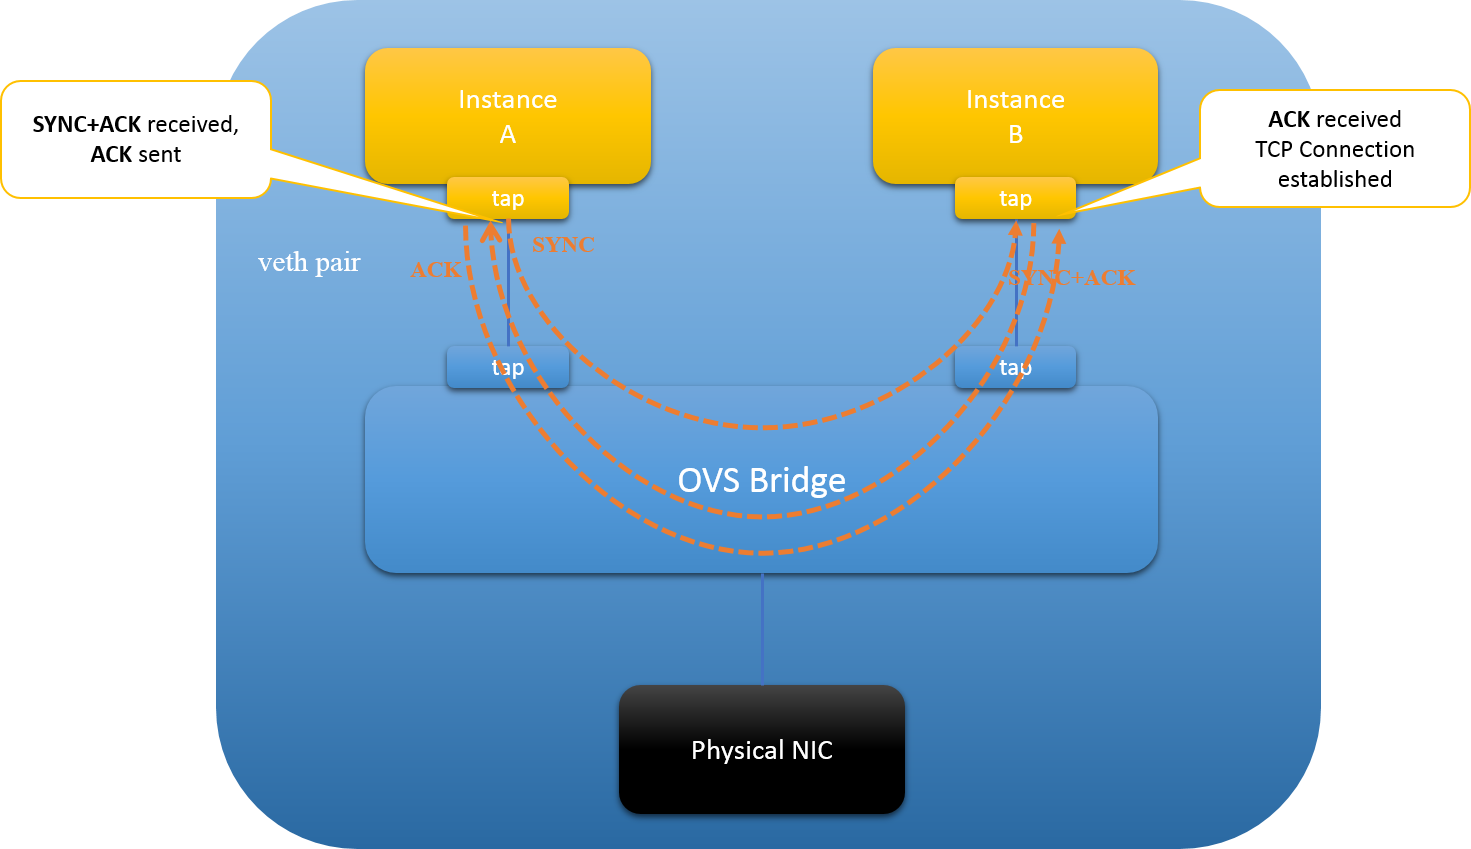 Instance
A
Instance
B
SYNC+ACK received,
ACK sent
ACK received
TCP Connection
established
tap
tap
SYNC
ACK
veth pair
SYNC+ACK
tap
tap
OVS Bridge
Physical NIC